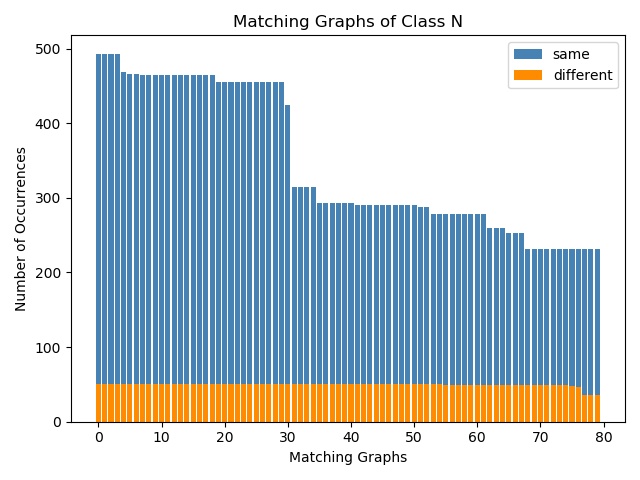 Matching Graphs of Class N
same
different
Number of Occurrences
500
400
300
200
100
0
0 10 20 30 40 50 60 70 80
Matching Graphs